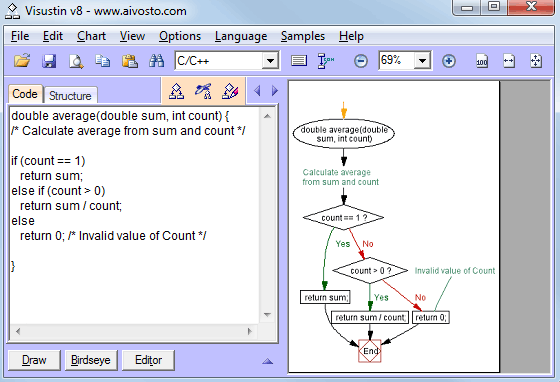 Visustin v8 - www.aivosto.com
File Edit Chart View Options Language Samples Help
C/C++
69%
100
Code Structure
double average(double sum, int count) {
/* Calculate average from sum and count */
if (count == 1)
return sum;
else if (count > 0)
return sum / count;
else
return 0; /* Invalid value of Count */
}
Draw Birdseye Editor
double average(double
sum, int count)
Calculate average
from sum and count
count == 1 ?
Yes No
count > 0 ? Invalid value of Count
return sum; Yes No
return sum / count; return 0;
End